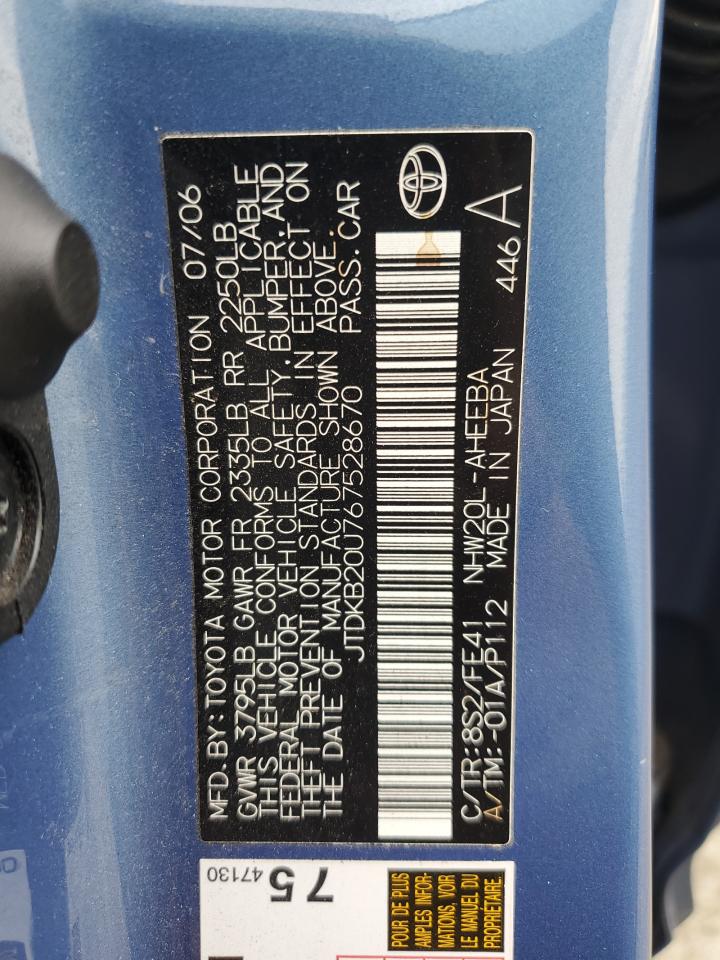 MFD. BY: TOYOTA MOTOR CORPORATION 07/06
GVWR 3795LB GAWR FR 2335LB RR 2250LB
THIS VEHICLE CONFORMS TO ALL APPLICABLE
FEDERAL MOTOR VEHICLE SAFETY, BUMPER, AND
THEFT PREVENTION STANDARDS IN EFFECT ON
THE DATE OF MANUFACTURE SHOWN ABOVE.
JTDKB20U767528670 PASS. CAR
C/TR: 8S2/FE41 NHW20L-AHEEBA 446 A
A/TM: -01A/P112 MADE IN JAPAN
75
47130
POUR DE PLUS
AMPLES INFOR-
MATIONS, VOIR
LE MANUEL DU
PROPRIÉTAIRE.